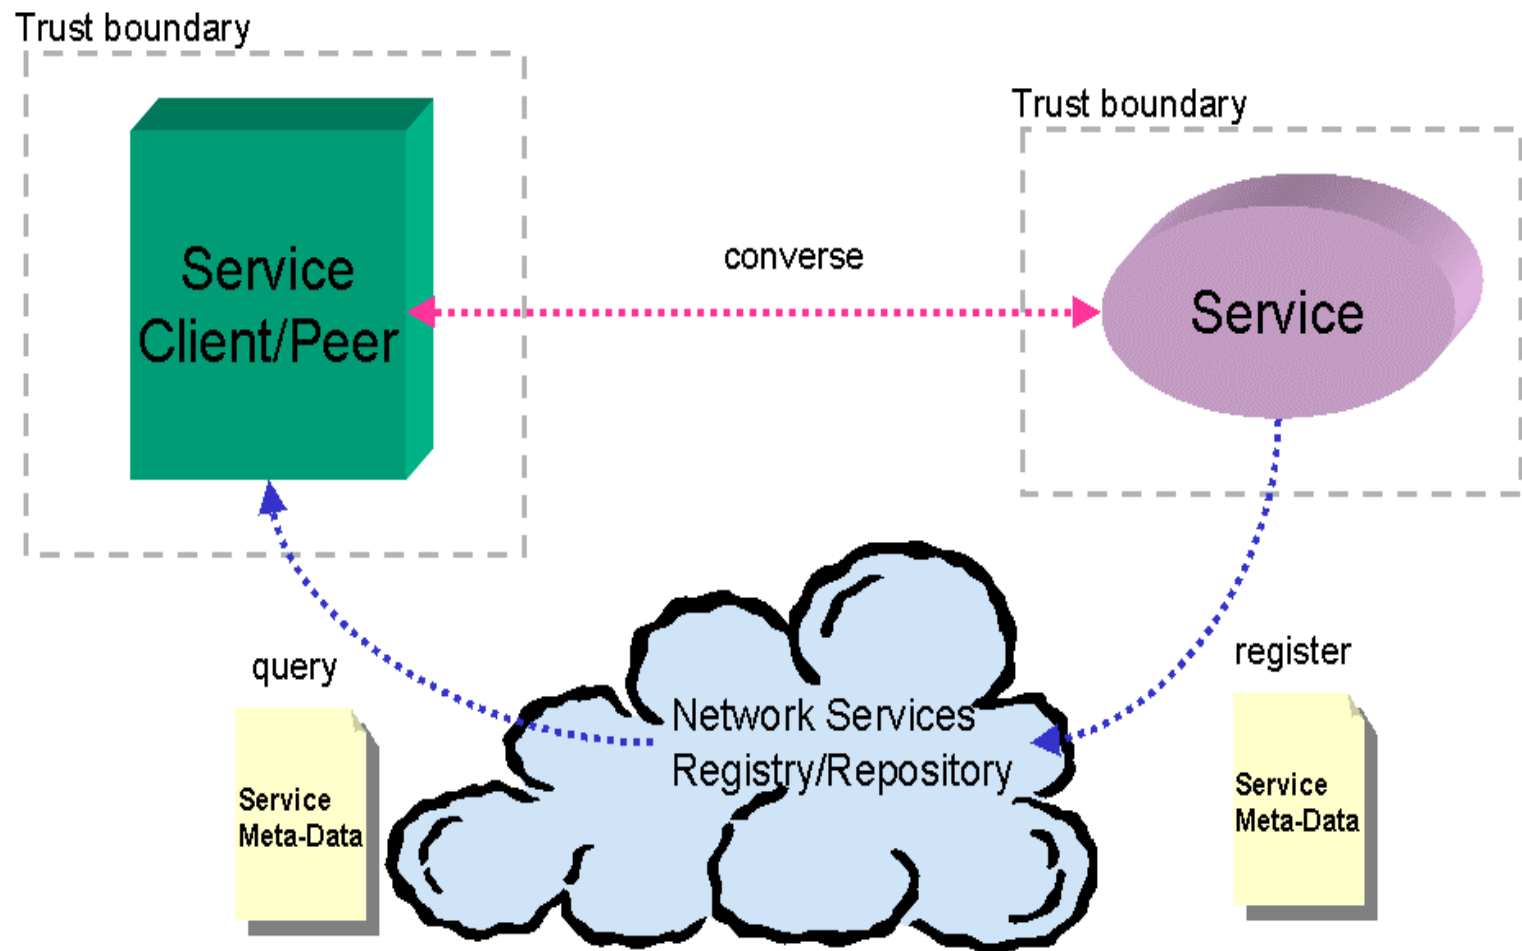 Trust boundary
Trust boundary
Service
Client/Peer
converse
Service
query
register
Network Services
Registry/Repository
Service
Meta-Data
Service
Meta-Data